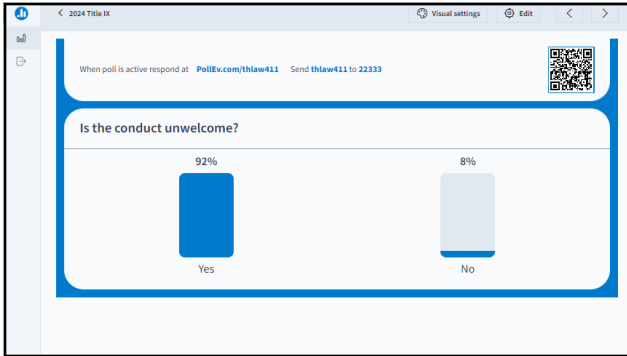 2024 Title IX
Visual settings
Edit
When poll is active respond at PollEv.com/thlaw411 Send thlaw411 to 22333
Is the conduct unwelcome?
92%
8%
Yes
No